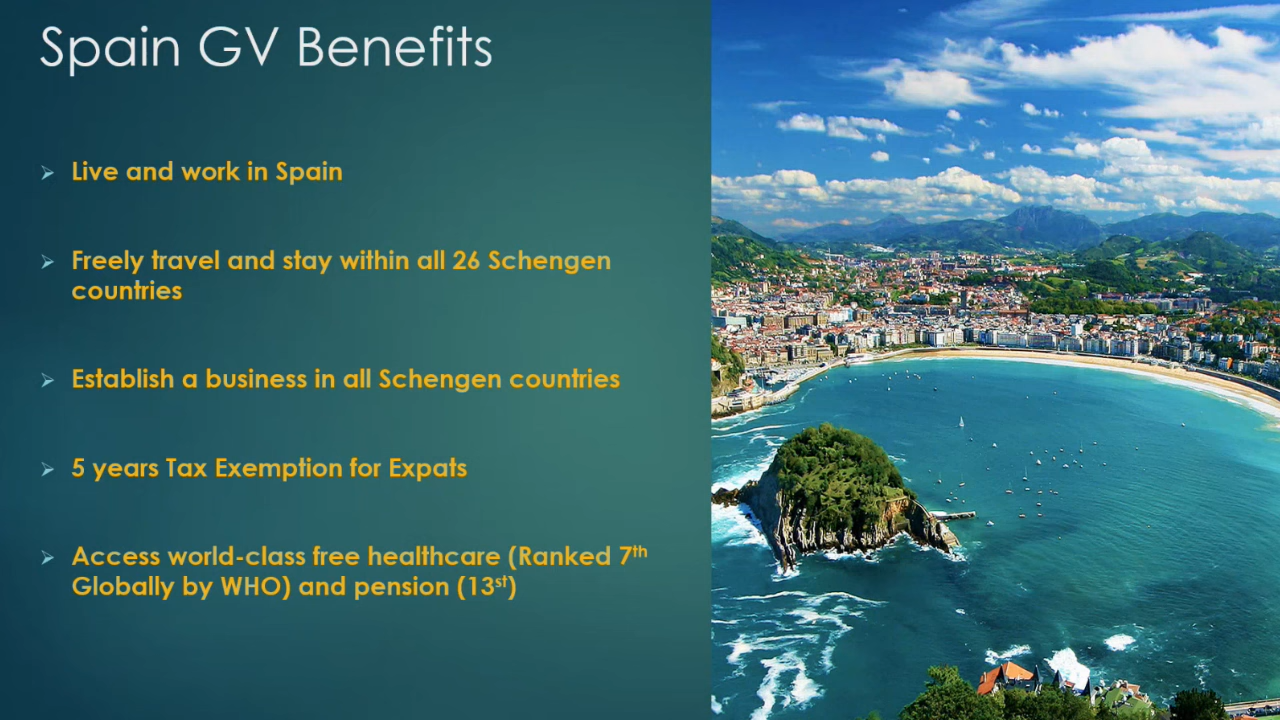 Spain GV Benefits
Live and work in Spain
Freely travel and stay within all 26 Schengen
countries
Establish a business in all Schengen countries
5 years Tax Exemption for Expats
Access world-class free healthcare (Ranked 7th
Globally by WHO) and pension (13st)